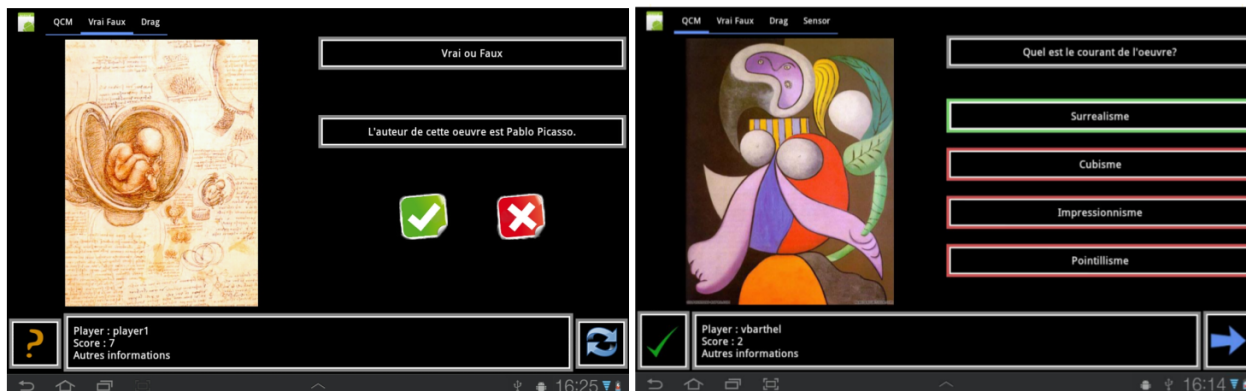 QCM Vrai Faux Drag
Vrai ou Faux
L'auteur de cette oeuvre est Pablo Picasso.
?
Player : player1
Score : 7
Autres informations
16:25
QCM Vrai Faux Drag Sensor
Quel est le courant de l'oeuvre?
Surrealisme
Cubisme
Impressionnisme
Pointillisme
Player : vbarthel
Score : 2
Autres informations
16:14